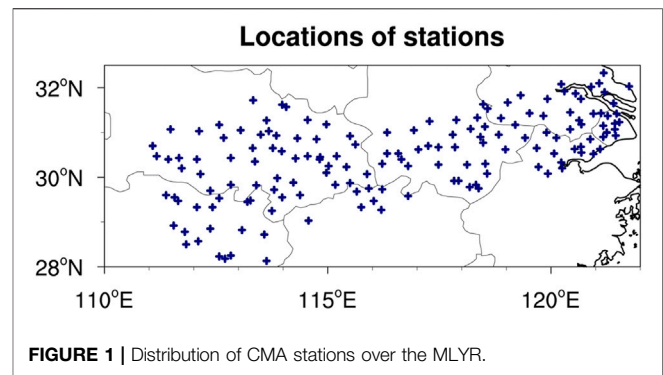 Locations of stations
32°N
30°N
28°N
110°E 115°E 120°E
FIGURE 1 | Distribution of CMA stations over the MLYR.